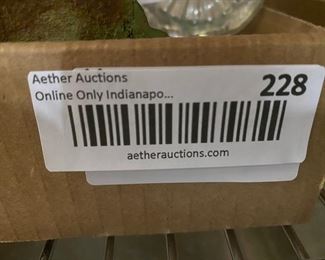 Aether Auctions
228
Online Only Indianapo...
aetherauctions.com